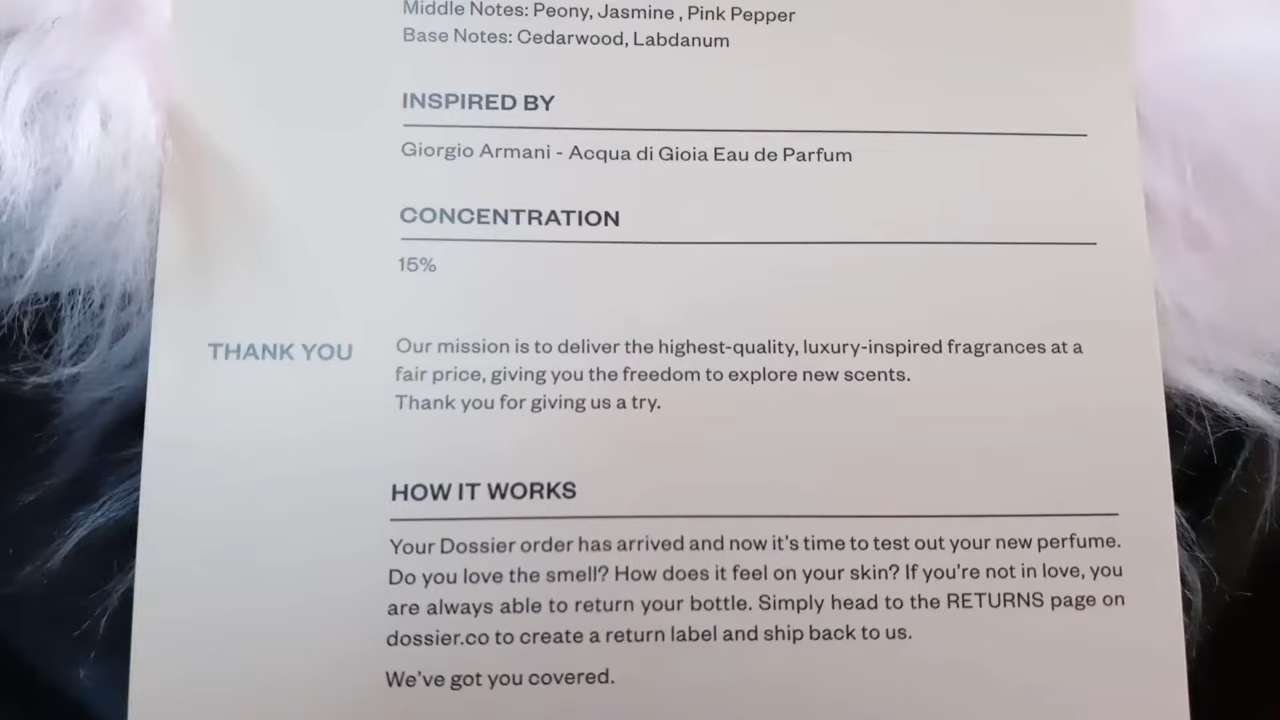 Middle Notes: Peony, Jasmine , Pink Pepper
Base Notes: Cedarwood, Labdanum
INSPIRED BY
Giorgio Armani - Acqua di Gioia Eau de Parfum
CONCENTRATION
15%
THANK YOU
Our mission is to deliver the highest-quality, luxury-inspired fragrances at a
fair price, giving you the freedom to explore new scents.
Thank you for giving us a try.
HOW IT WORKS
Your Dossier order has arrived and now it's time to test out your new perfume.
Do you love the smell? How does it feel on your skin? If you're not in love, you
are always able to return your bottle. Simply head to the RETURNS page on
dossier.co to create a return label and ship back to us.
We've got you covered.